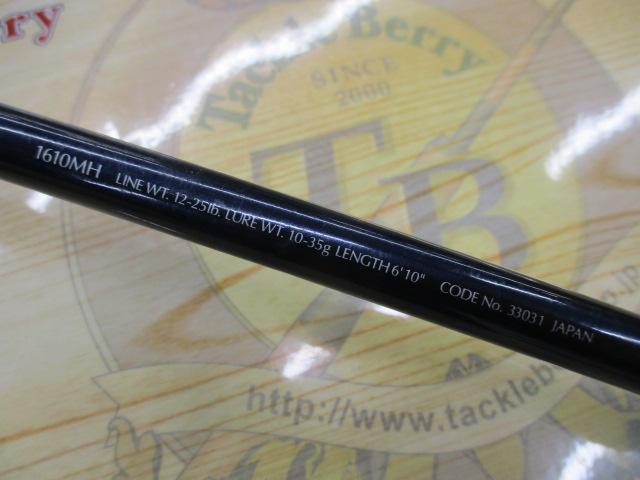 erry
Tackle Berry
SINCE
2000
TB
1610MH LINE WT. 12-25lb. LURE WT. 10-35g LENGTH 6'10" CODE No. 33031 JAPAN
http://www.tackleb